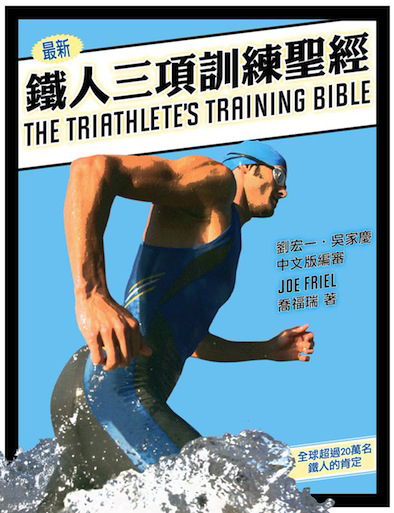 最新
鐵人三項訓練聖經
THE TRIATHLETE'S TRAINING BIBLE
劉宏一．吳家慶
中文版編審
JOE FRIEL
喬福瑞 著
全球超過20萬名
鐵人的肯定